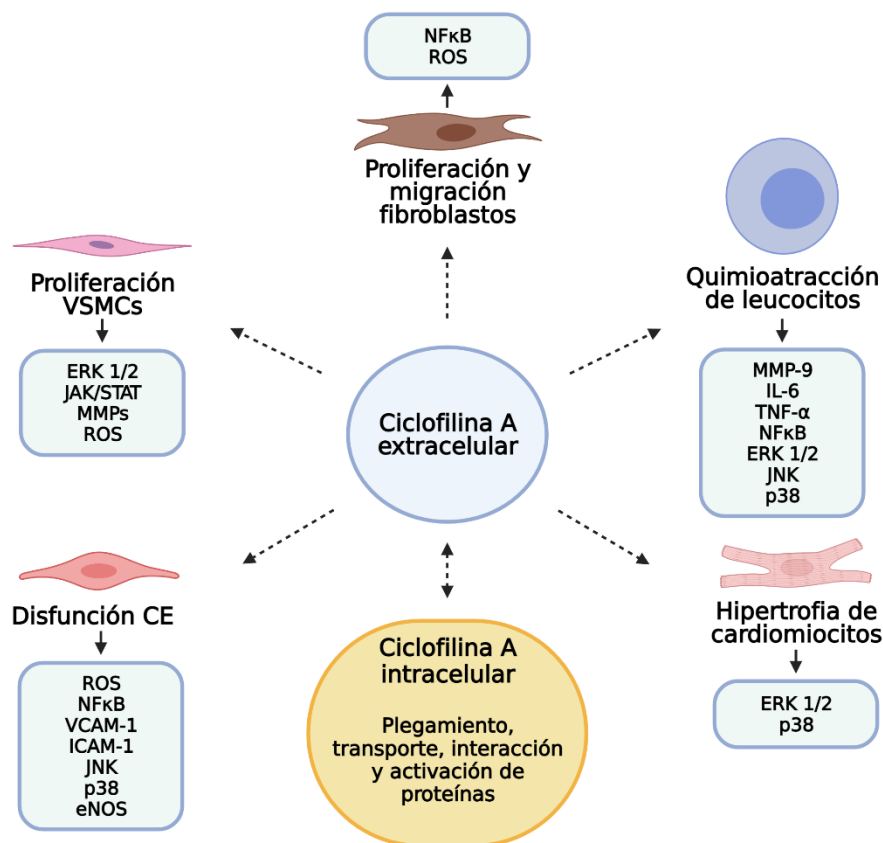 NFκB
ROS
Proliferación y
migración
fibroblastos
Proliferación
VSMCs
ERK 1/2
JAK/STAT
MMPs
ROS
Quimioatracción
de leucocitos
MMP-9
IL-6
TNF-α
NFκB
ERK 1/2
JNK
p38
Ciclofilina A
extracelular
Disfunción CE
ROS
NFκB
VCAM-1
ICAM-1
JNK
p38
eNOS
Ciclofilina A
intracelular
Plegamiento,
transporte, interacción
y activación de
proteínas
Hipertrofia de
cardiomiocitos
ERK 1/2
p38